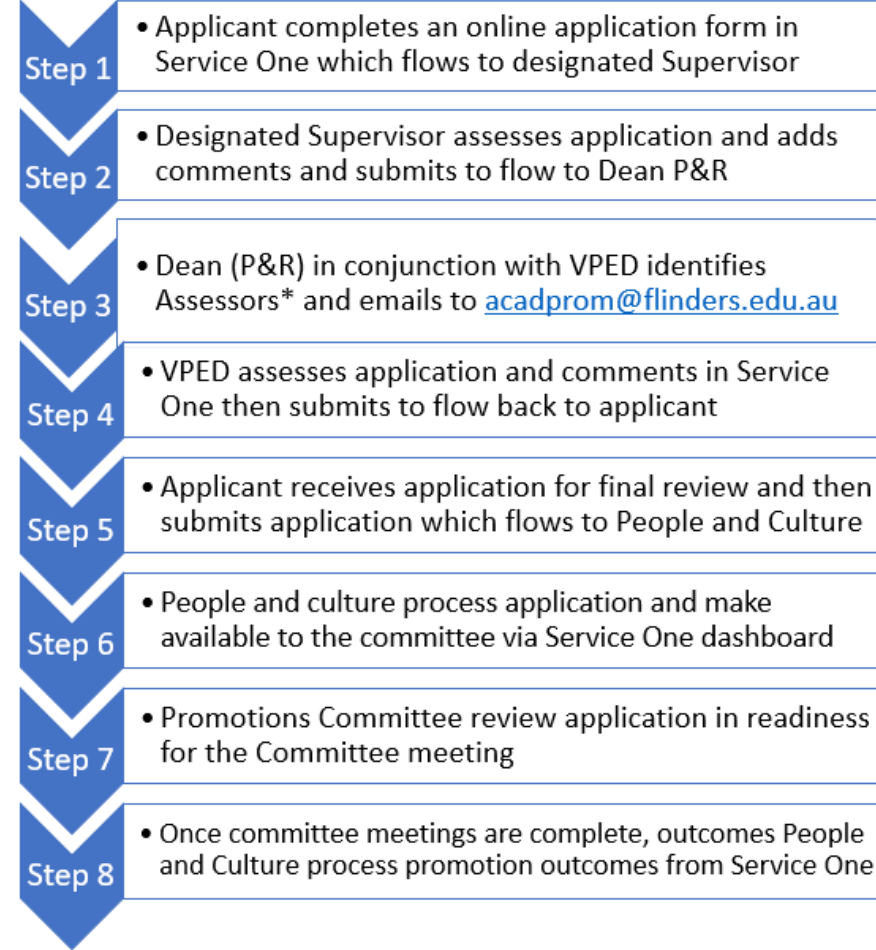 Step 1
• Applicant completes an online application form in
Service One which flows to designated Supervisor
Step 2
• Designated Supervisor assesses application and adds
comments and submits to flow to Dean P&R
Step 3
• Dean (P&R) in conjunction with VPED identifies
Assessors* and emails to acadprom@flinders.edu.au
Step 4
• VPED assesses application and comments in Service
One then submits to flow back to applicant
Step 5
• Applicant receives application for final review and then
submits application which flows to People and Culture
Step 6
• People and culture process application and make
available to the committee via Service One dashboard
Step 7
• Promotions Committee review application in readiness
for the Committee meeting
Step 8
• Once committee meetings are complete, outcomes People
and Culture process promotion outcomes from Service One